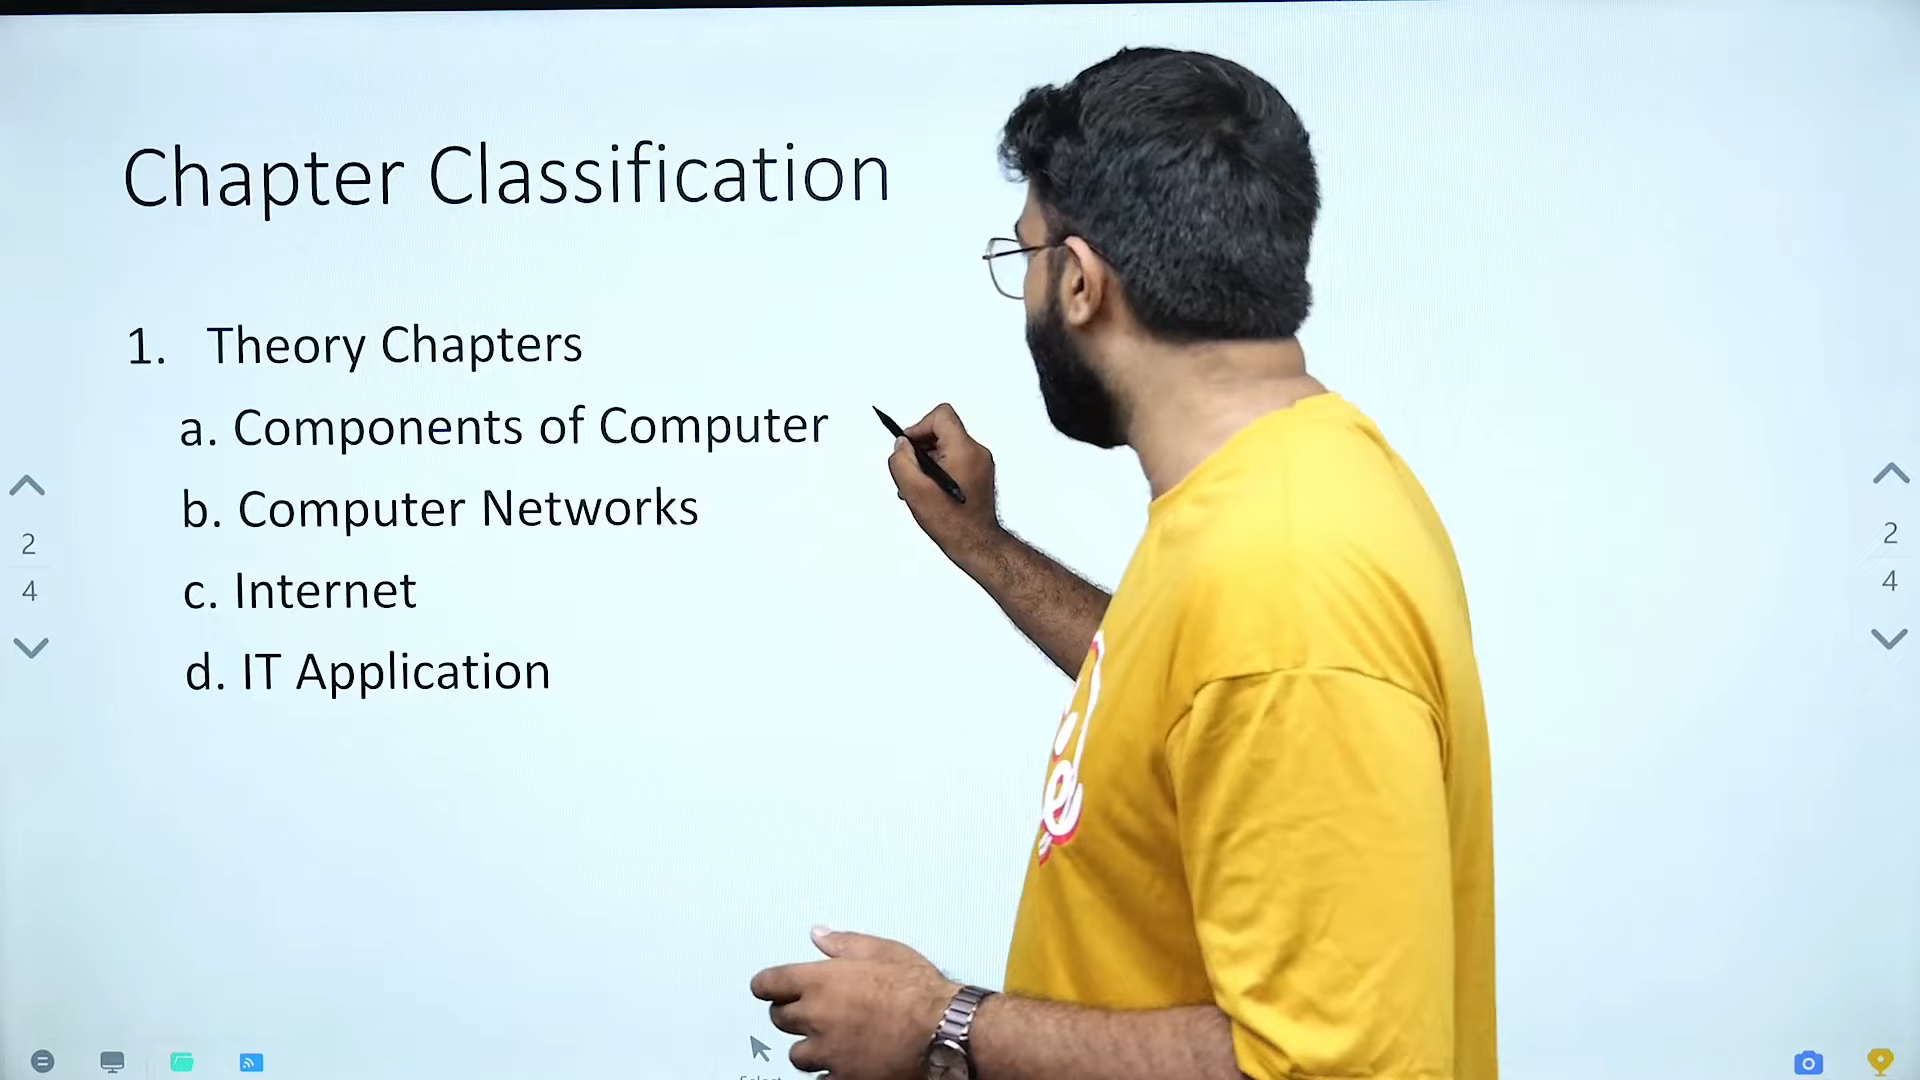 Chapter Classification
1. Theory Chapters
a. Components of Computer
b. Computer Networks
c. Internet
d. IT Application
2
4
2
4